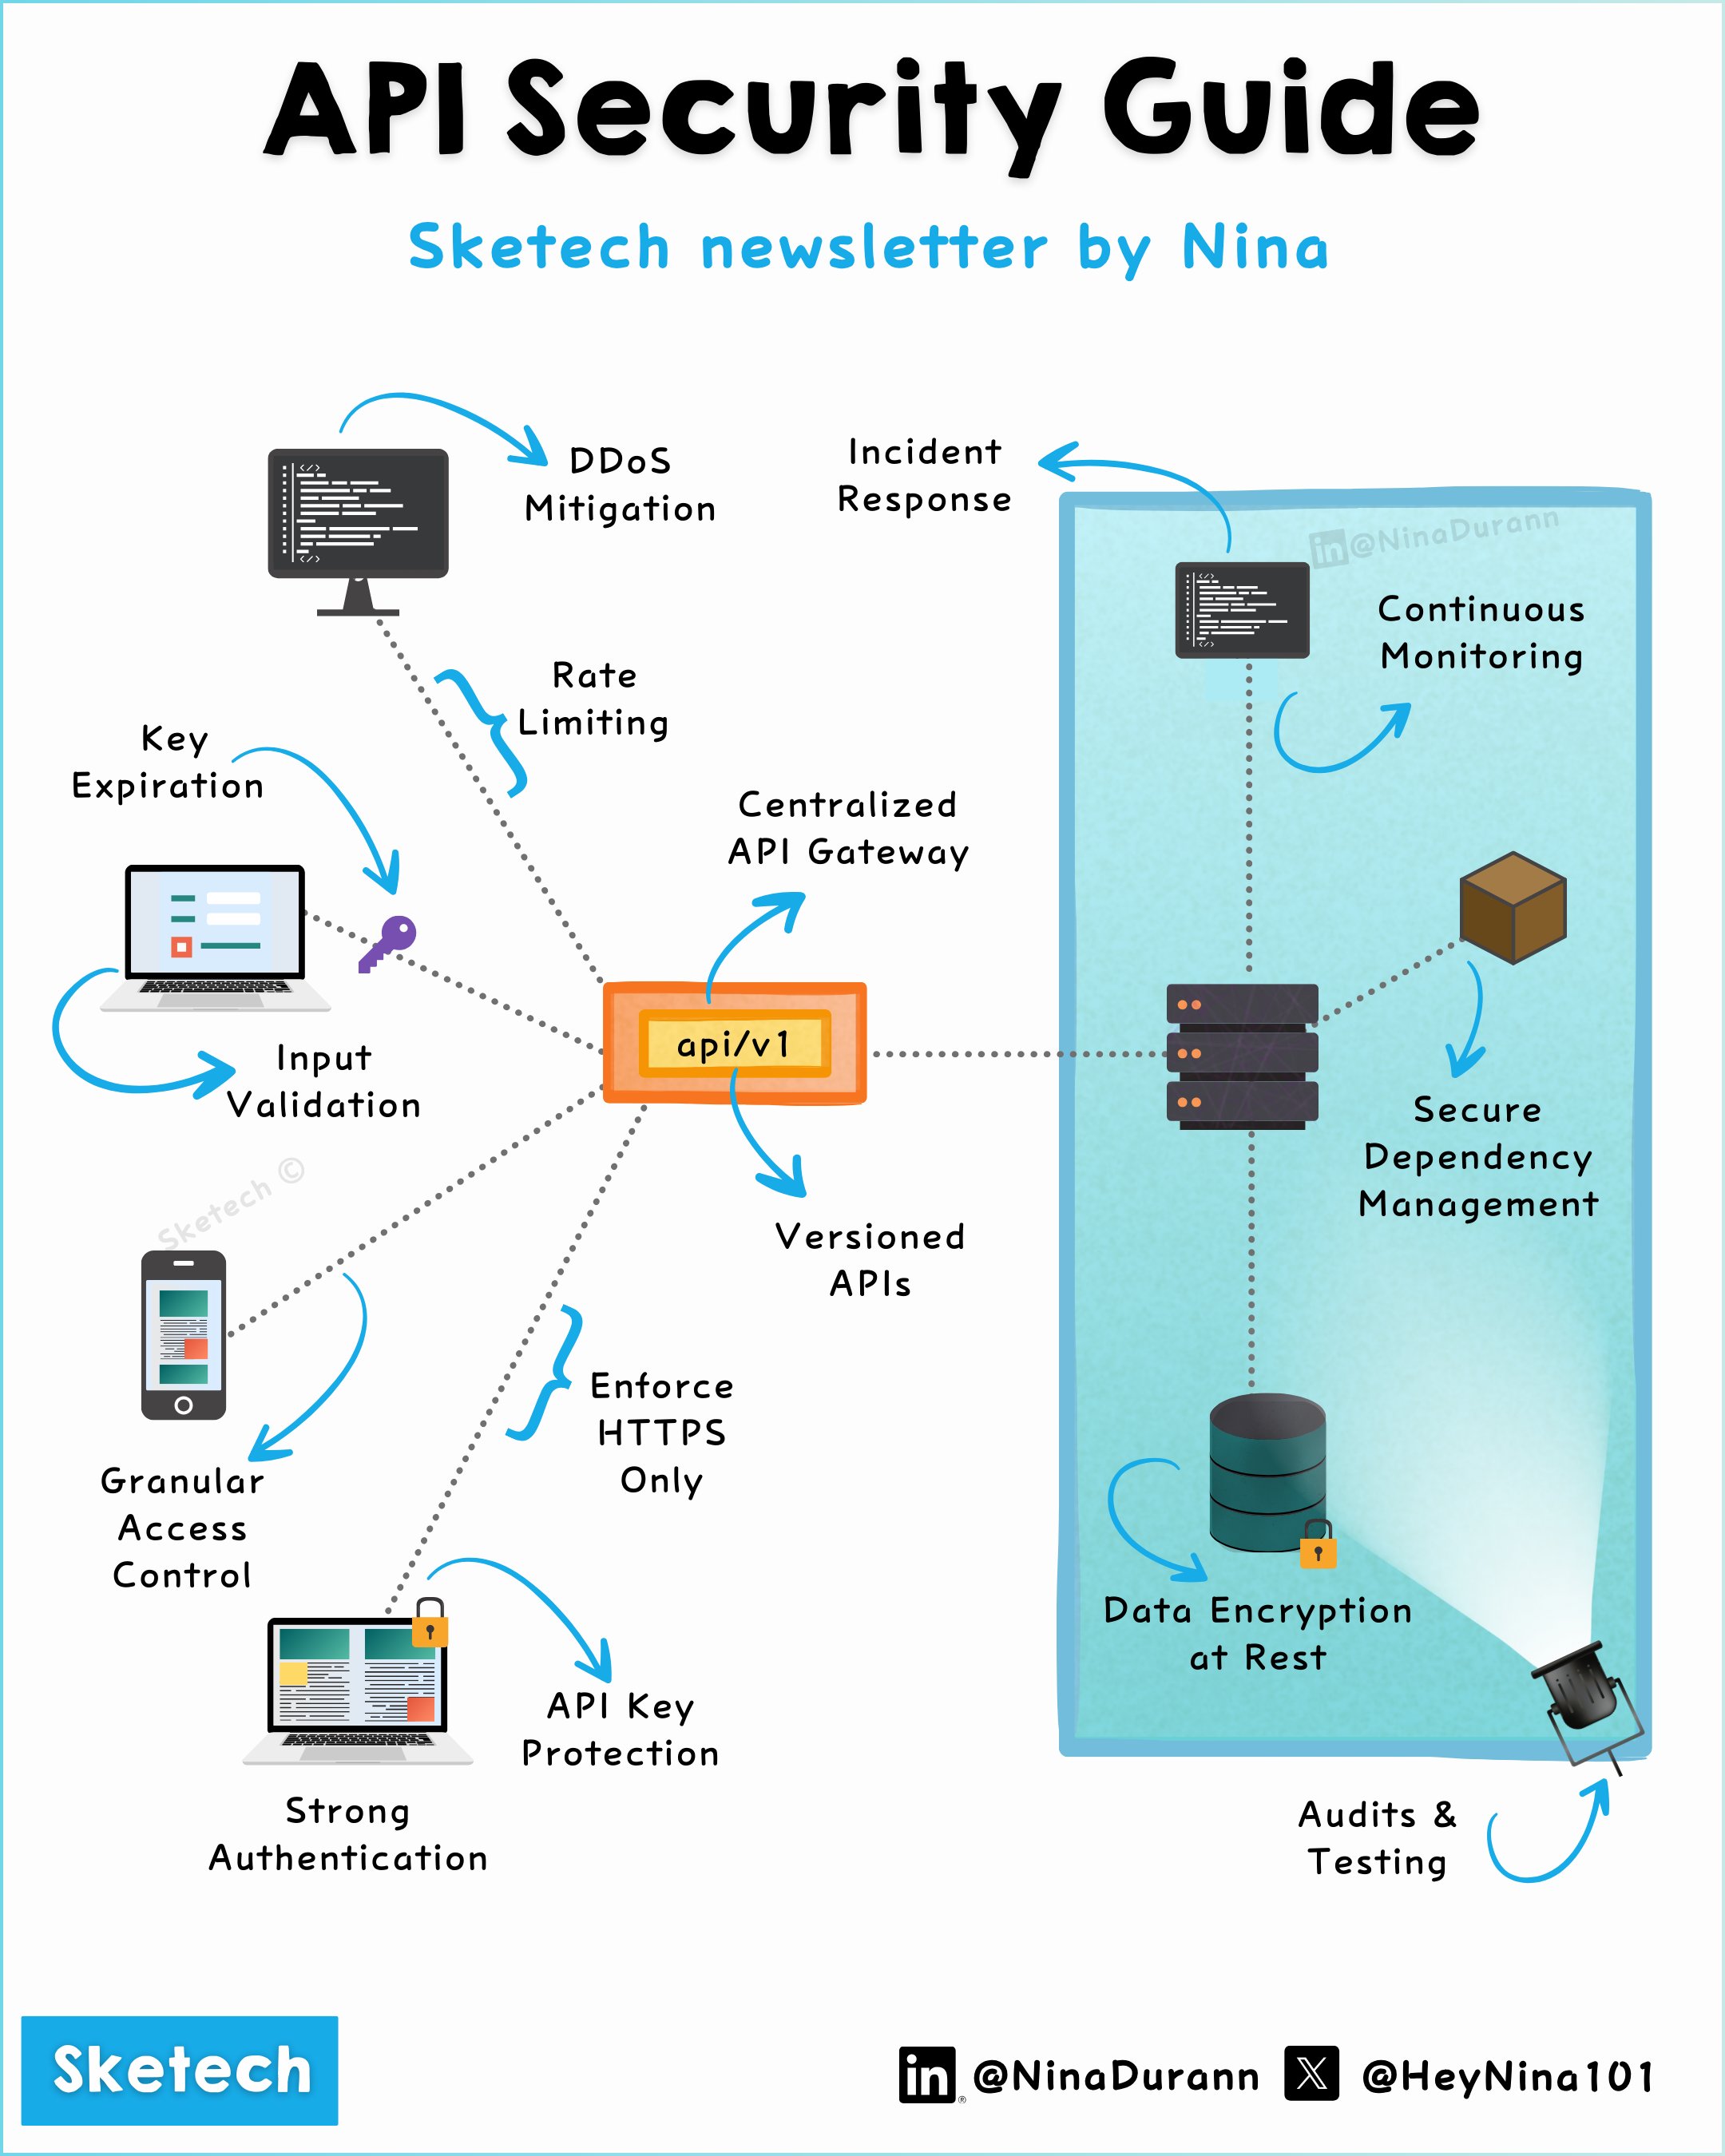 API Security Guide
Sketech newsletter by Nina
DDoS
Mitigation
Incident
Response
in@NinaDurann
Continuous
Monitoring
Rate
Limiting
Key
Expiration
Centralized
API Gateway
api/v1
Input
Validation
Secure
Dependency
Management
Sketech ©
Versioned
APIs
Enforce
HTTPS
Only
Granular
Access
Control
Data Encryption
at Rest
API Key
Protection
Strong
Authentication
Audits &
Testing
Sketech
in® @NinaDurann X @HeyNina101